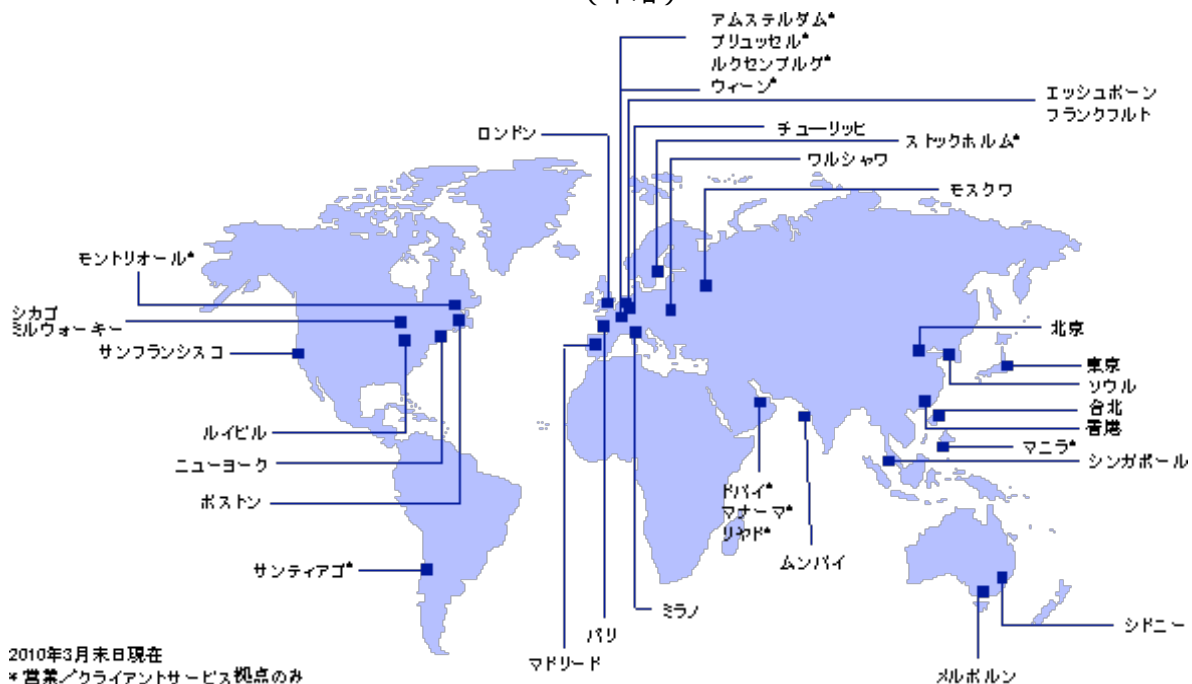 アムステルダム*
ブリュッセル*
ルクセンブルグ*
ウィーン*
エッシュボーン
フランクフルト
ロンドン
チューリッヒ
ストックホルム*
ワルシャワ
モスクワ
モントリオール*
シカゴ
ミルウォーキー
サンフランシスコ
北京
東京
ソウル
台北
香港
マニラ*
シンガポール
ルイビル
ニューヨーク
ボストン
ドバイ*
マナーマ*
リヤド*
ムンバイ
サンティアゴ*
ミラノ
パリ
マドリード
シドニー
メルボルン
2010年3月末日現在
* 営業/クライアントサービス拠点のみ